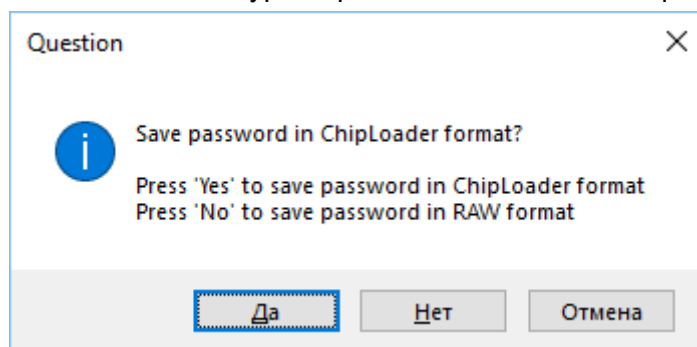 Question
Save password in ChipLoader format?
Press 'Yes' to save password in ChipLoader format
Press 'No' to save password in RAW format
Да
Нет
Отмена